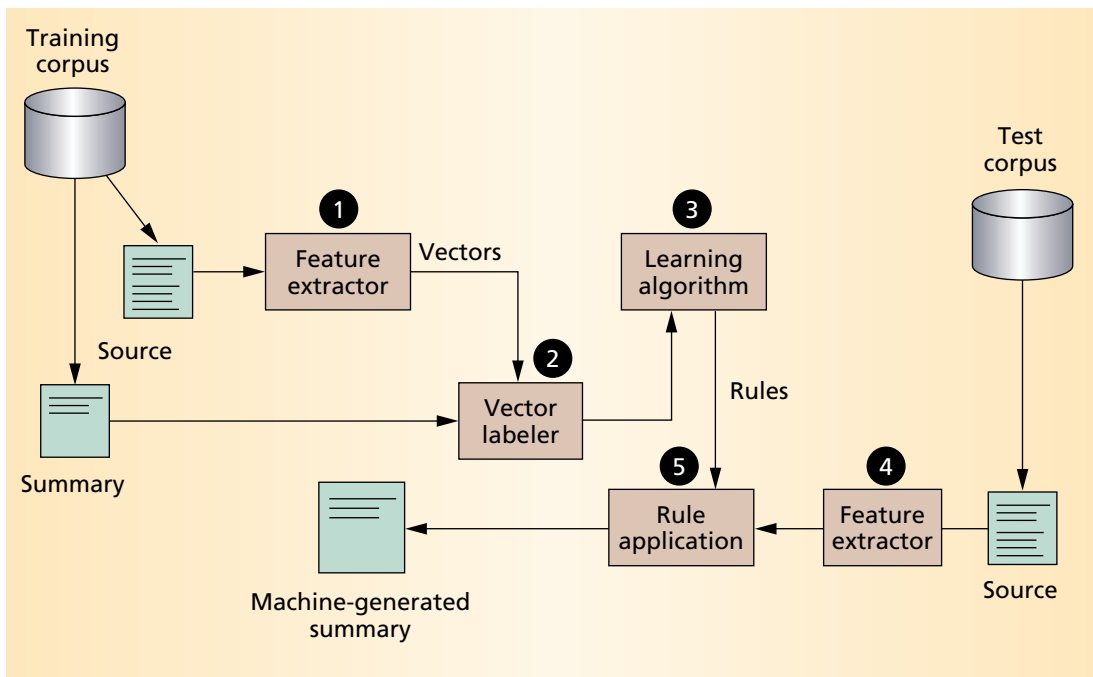 Training
corpus
Test
corpus
1
3
Feature
extractor
Vectors
Learning
algorithm
Source
2
Vector
labeler
Rules
Summary
5
4
Rule
application
Feature
extractor
Source
Machine-generated
summary